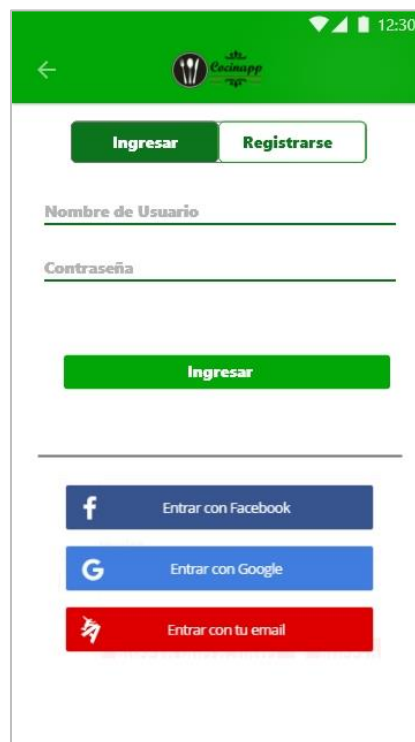 12:30
Cocinapp
Ingresar
Registrarse
Nombre de Usuario
Contraseña
Ingresar
Entrar con Facebook
Entrar con Google
Entrar con tu email